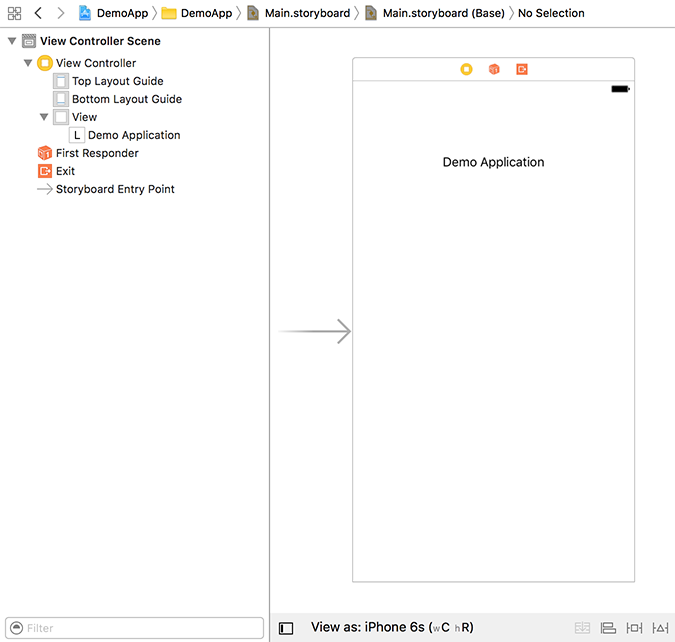 DemoApp DemoApp Main.storyboard Main.storyboard (Base) No Selection
View Controller Scene
View Controller
Top Layout Guide
Bottom Layout Guide
View
L Demo Application
First Responder
Exit
Storyboard Entry Point
Demo Application
Filter
View as: iPhone 6s (wC hR)